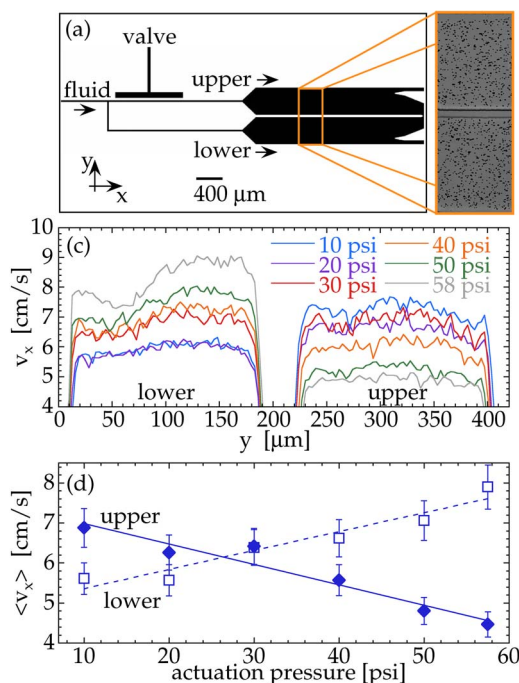 (a)
valve
fluid
upper
lower
y
x
400 µm
(c)
10 psi
20 psi
30 psi
40 psi
50 psi
58 psi
10
9
8
7
6
5
4
vₓ [cm/s]
lower
upper
0 50 100 150 200 250 300 350 400
y [µm]
(d)
8
7
6
5
4
<vₓ> [cm/s]
upper
lower
10 20 30 40 50 60
actuation pressure [psi]